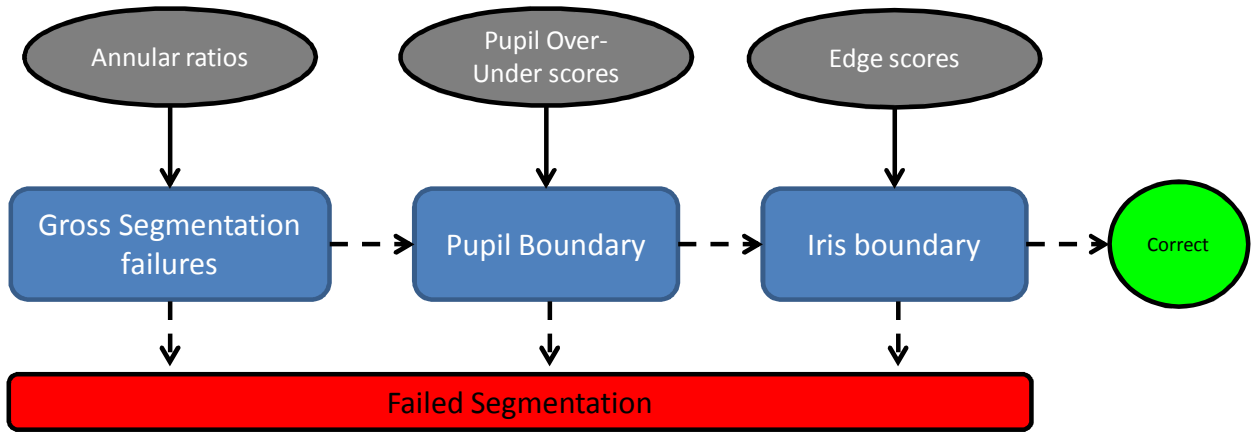 Annular ratios
Pupil Over-
Under scores
Edge scores
Gross Segmentation
failures
Pupil Boundary
Iris boundary
Correct
Failed Segmentation